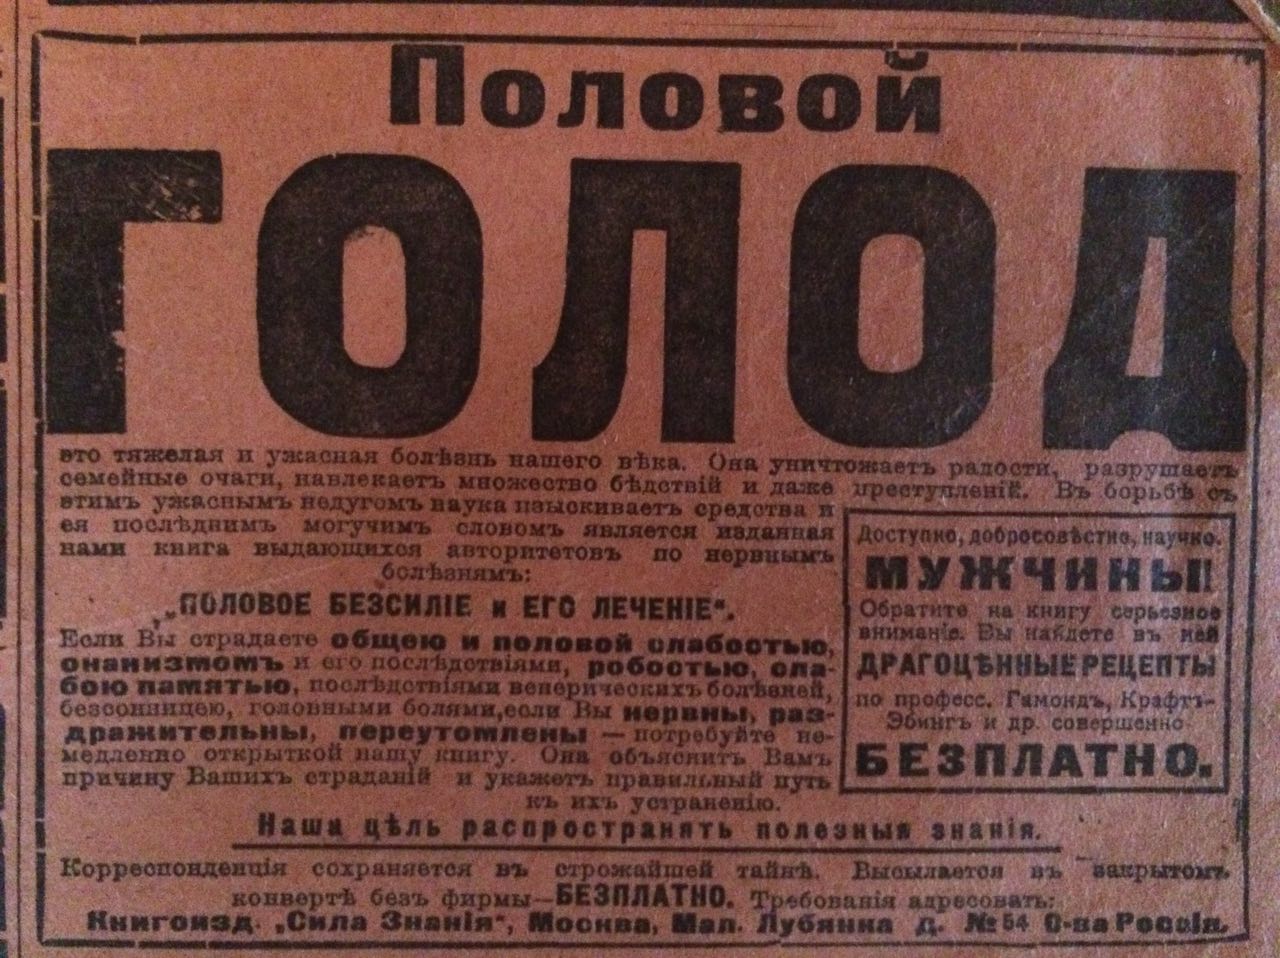 Половой
ГОЛОД
это тяжелая и ужасная болѣзнь нашего вѣка. Она уничтожаетъ радости, разрушаетъ
семейные очаги, навлекаетъ множество бѣдствій и даже преступленій. Въ борьбѣ съ
этимъ ужаснымъ недугомъ наука изыскиваетъ средства и
ея послѣднимъ могучимъ словомъ является изданная
нами книга выдающихся авторитетовъ по нервнымъ
болѣзнямъ:
„ПОЛОВОЕ БЕЗСИЛІЕ и ЕГО ЛЕЧЕНІЕ".
Если Вы страдаете общею и половой слабостью,
онанизмомъ и его послѣдствіями, робостью, сла-
бою памятью, послѣдствіями венерическихъ болѣзней,
безсонницею, головными болями, если Вы нервны, раз-
дражительны, переутомлены — потребуйте не-
медленно открыткой нашу книгу. Она объяснитъ Вамъ
причину Вашихъ страданій и укажетъ правильный путь
къ ихъ устраненію.
Доступно, добросовѣстно, научно.
МУЖЧИНЫ!
Обратите на книгу серьезное
вниманіе. Вы найдете въ ней
ДРАГОЦѢННЫЕ РЕЦЕПТЫ
по професс. Гамондъ, Крафтъ-
Эбингъ и др. совершенно
БЕЗПЛАТНО.
Наша цѣль распространять полезныя знанія.
Корреспонденція сохраняется въ строжайшей тайнѣ. Высылается въ закрытомъ
конвертѣ безъ фирмы—БЕЗПЛАТНО. Требованія адресовать:
Книгоизд. „Сила Знанія", Москва, Мал. Лубянка д. №54 О-ва Россія.